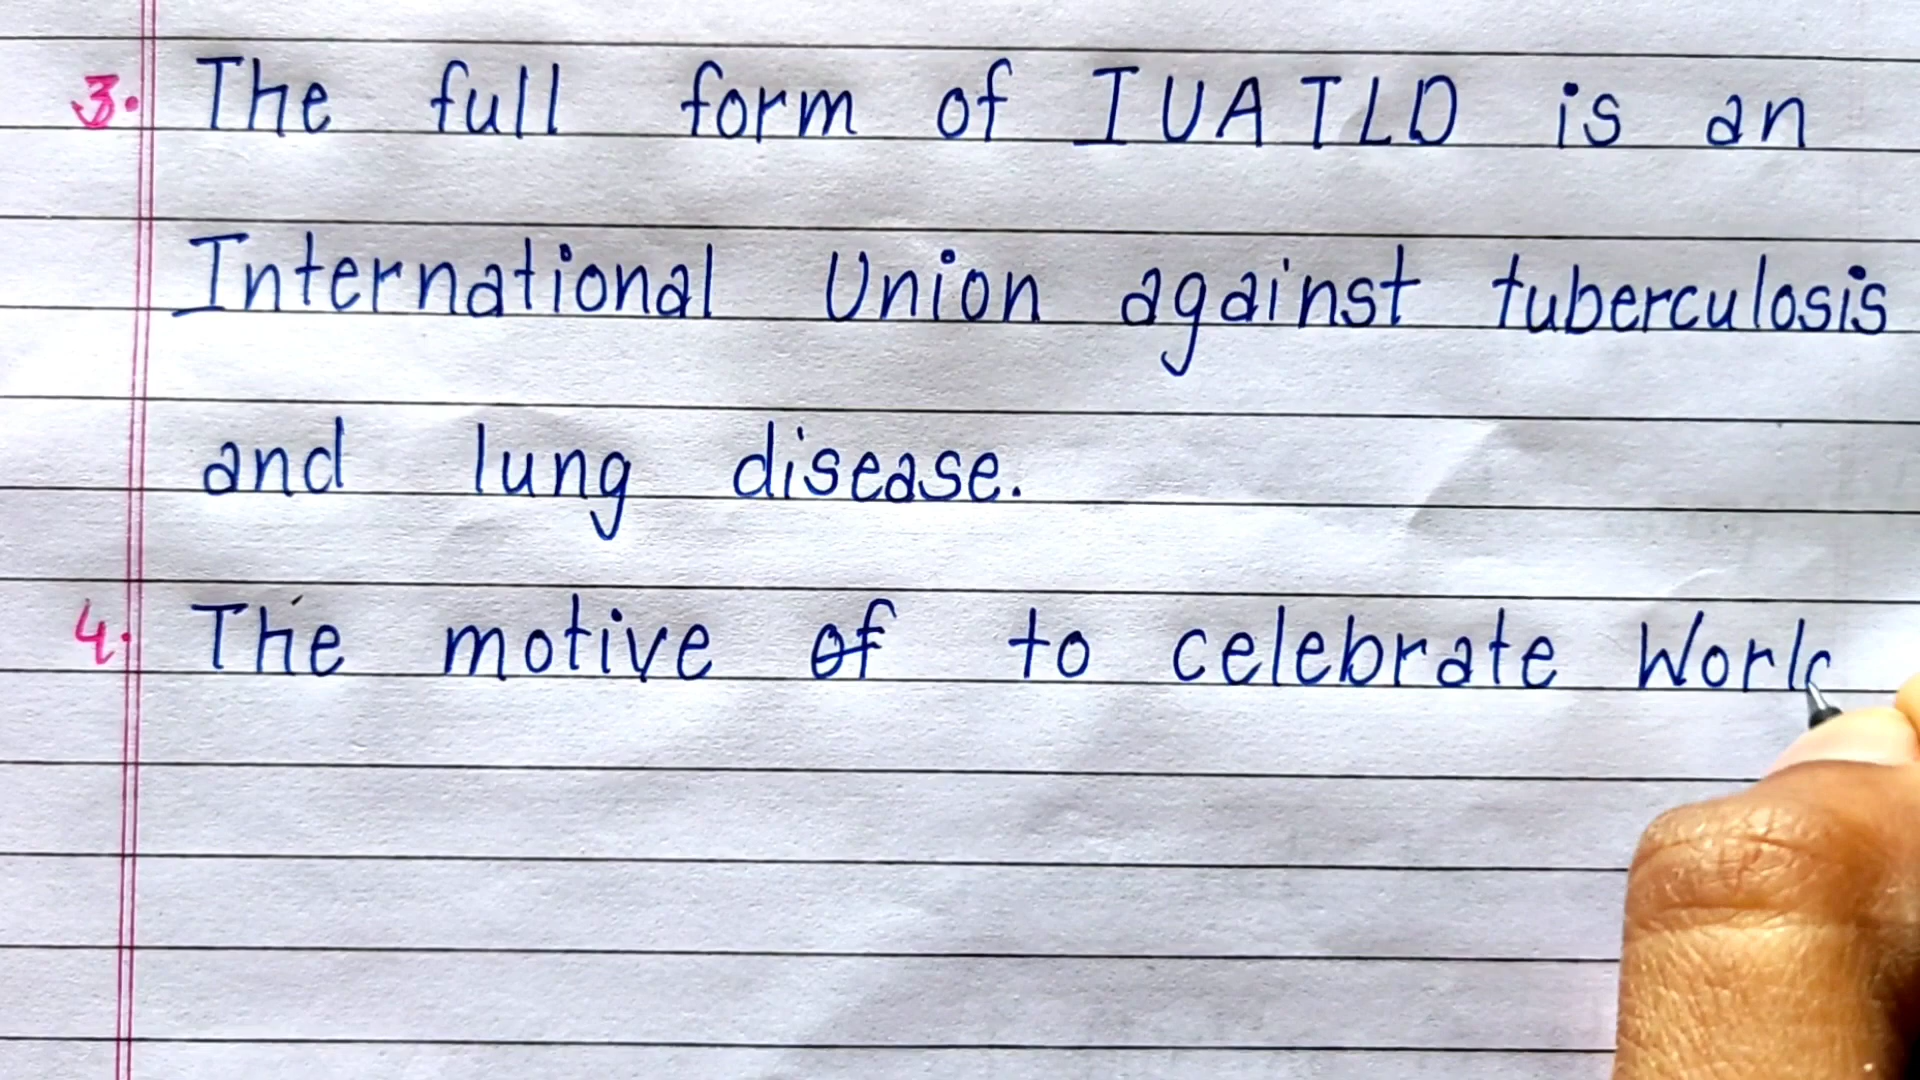 3. The full form of IUATLD is an
International Union against tuberculosis
and lung disease.
4. The motive of to celebrate Worl